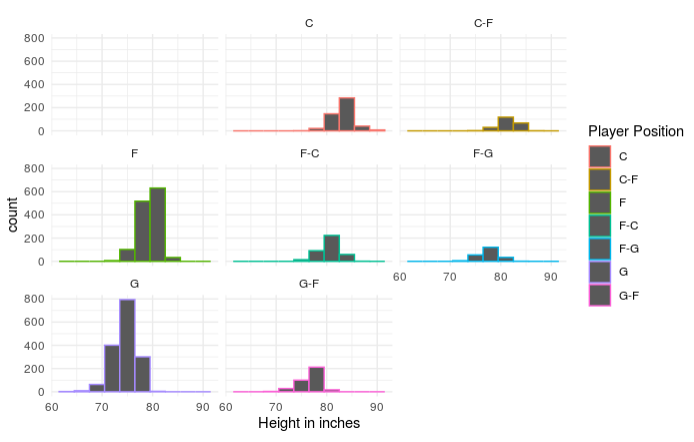 C
C-F
800
600
400
200
0
Player Position
C
C-F
F
F-C
F-G
G
G-F
F
F-C
F-G
count
800
600
400
200
0
60 70 80 90
G
G-F
800
600
400
200
0
60 70 80 90 60 70 80 90
Height in inches